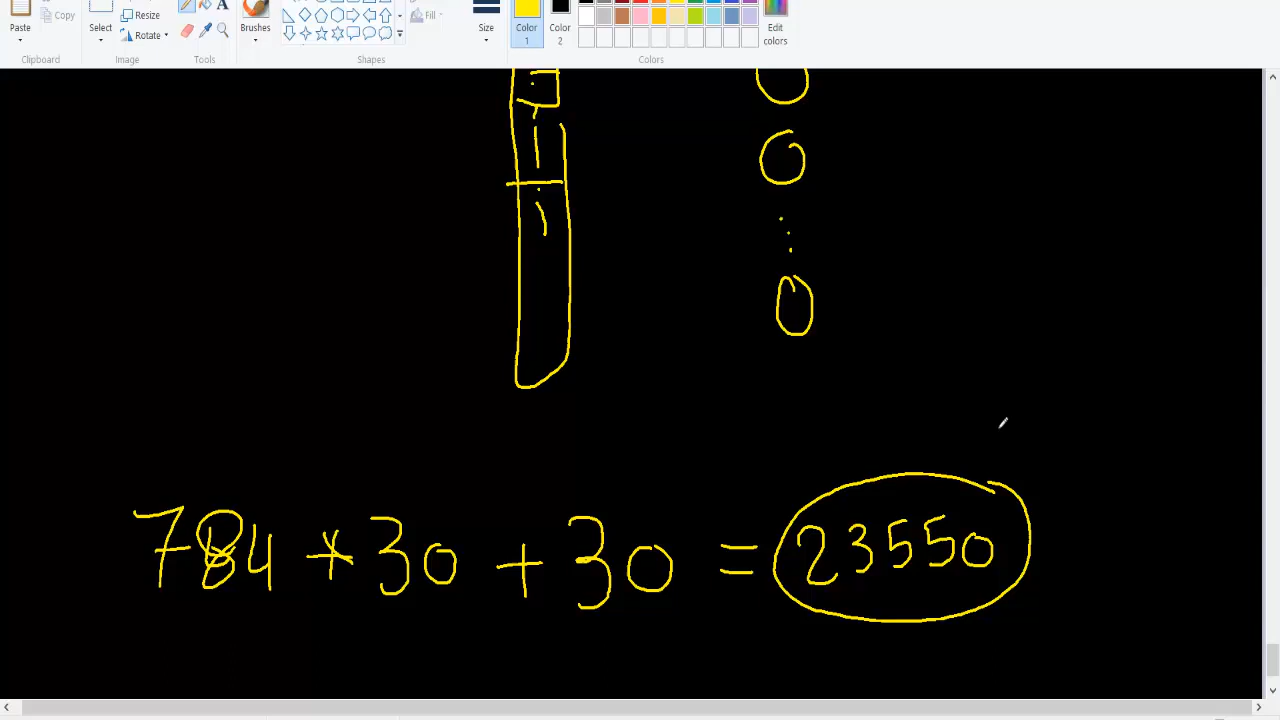 Paste
Copy
Select
Resize
Rotate
A
Brushes
Fill
Size
Color 1
Color 2
Edit colors
Clipboard
Image
Tools
Shapes
Colors
784 * 30 + 30 = 23550